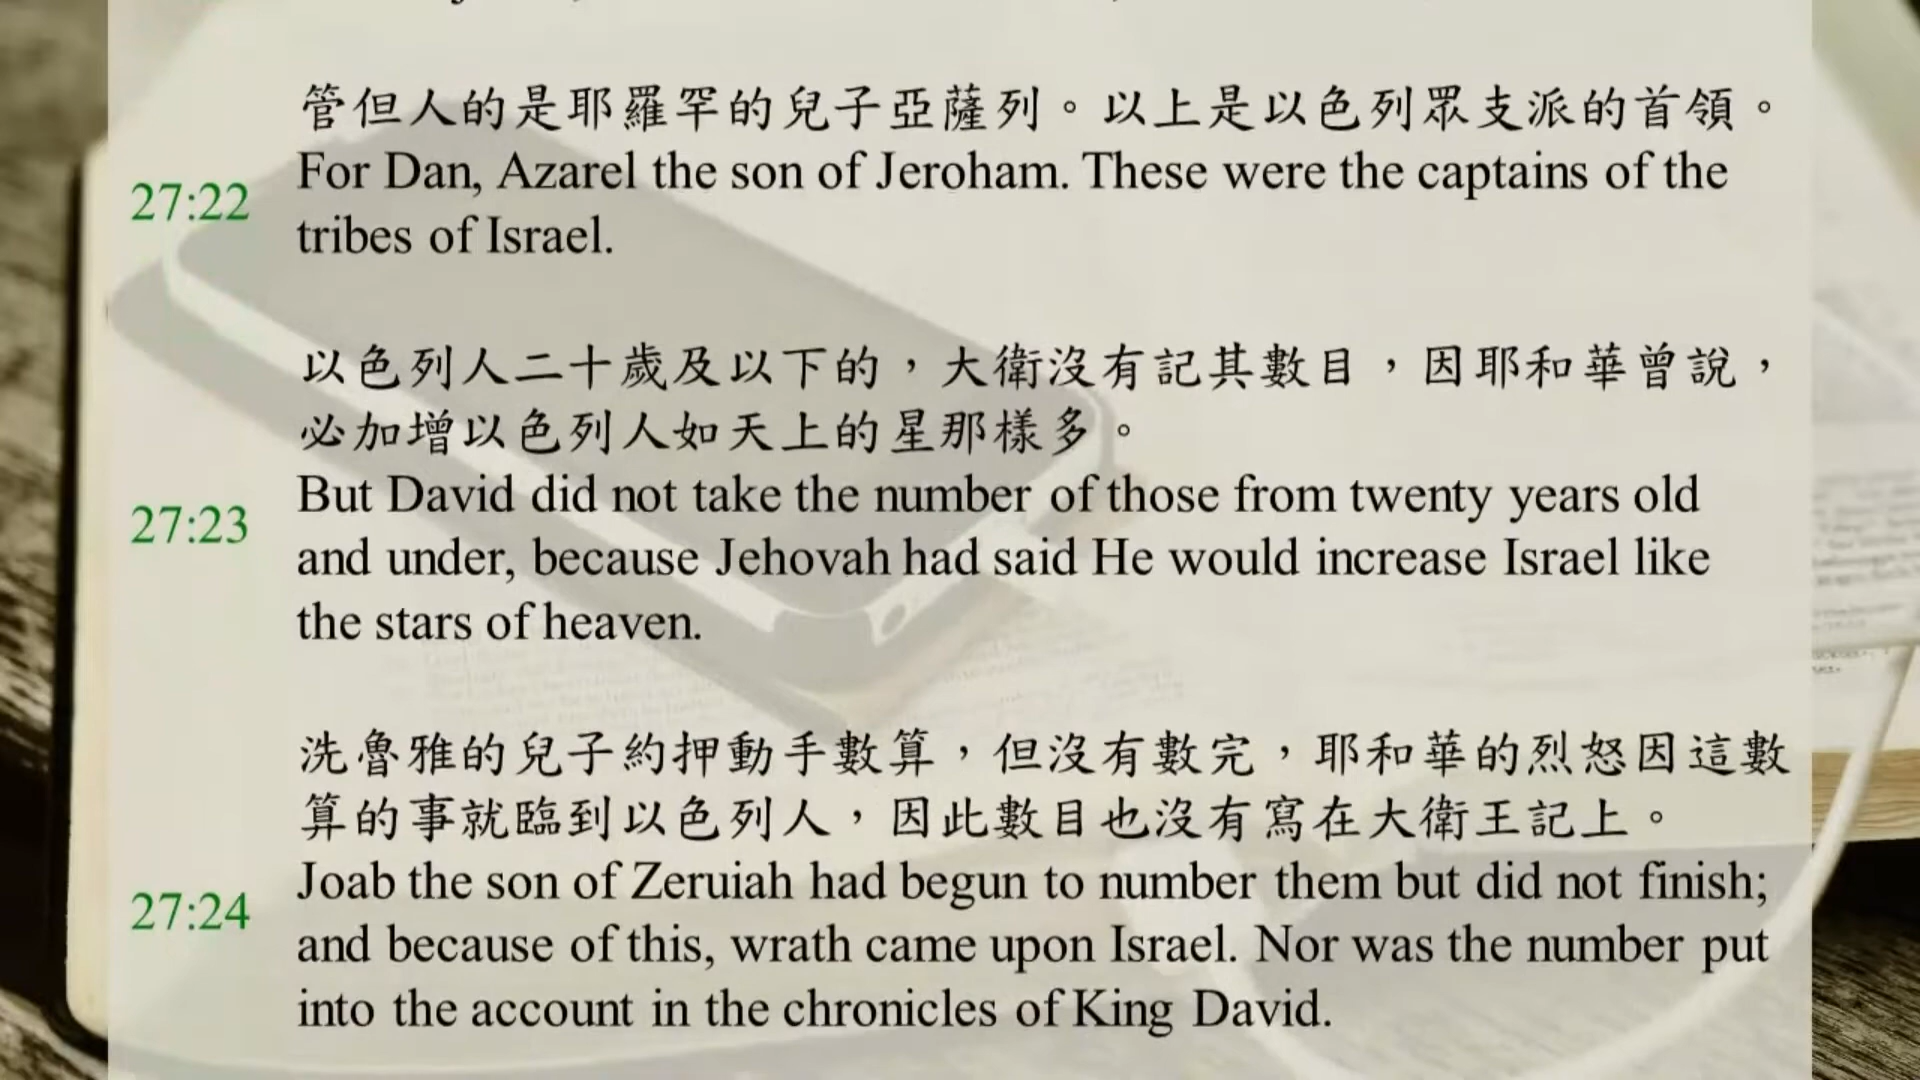 管但人的是耶羅罕的兒子亞薩列。以上是以色列眾支派的首領。
27:22 For Dan, Azarel the son of Jeroham. These were the captains of the
tribes of Israel.
以色列人二十歲及以下的，大衛沒有記其數目，因耶和華曾說，
必加增以色列人如天上的星那樣多。
27:23 But David did not take the number of those from twenty years old
and under, because Jehovah had said He would increase Israel like
the stars of heaven.
洗魯雅的兒子約押動手數算，但沒有數完，耶和華的烈怒因這數
算的事就臨到以色列人，因此數目也沒有寫在大衛王記上。
27:24 Joab the son of Zeruiah had begun to number them but did not finish;
and because of this, wrath came upon Israel. Nor was the number put
into the account in the chronicles of King David.